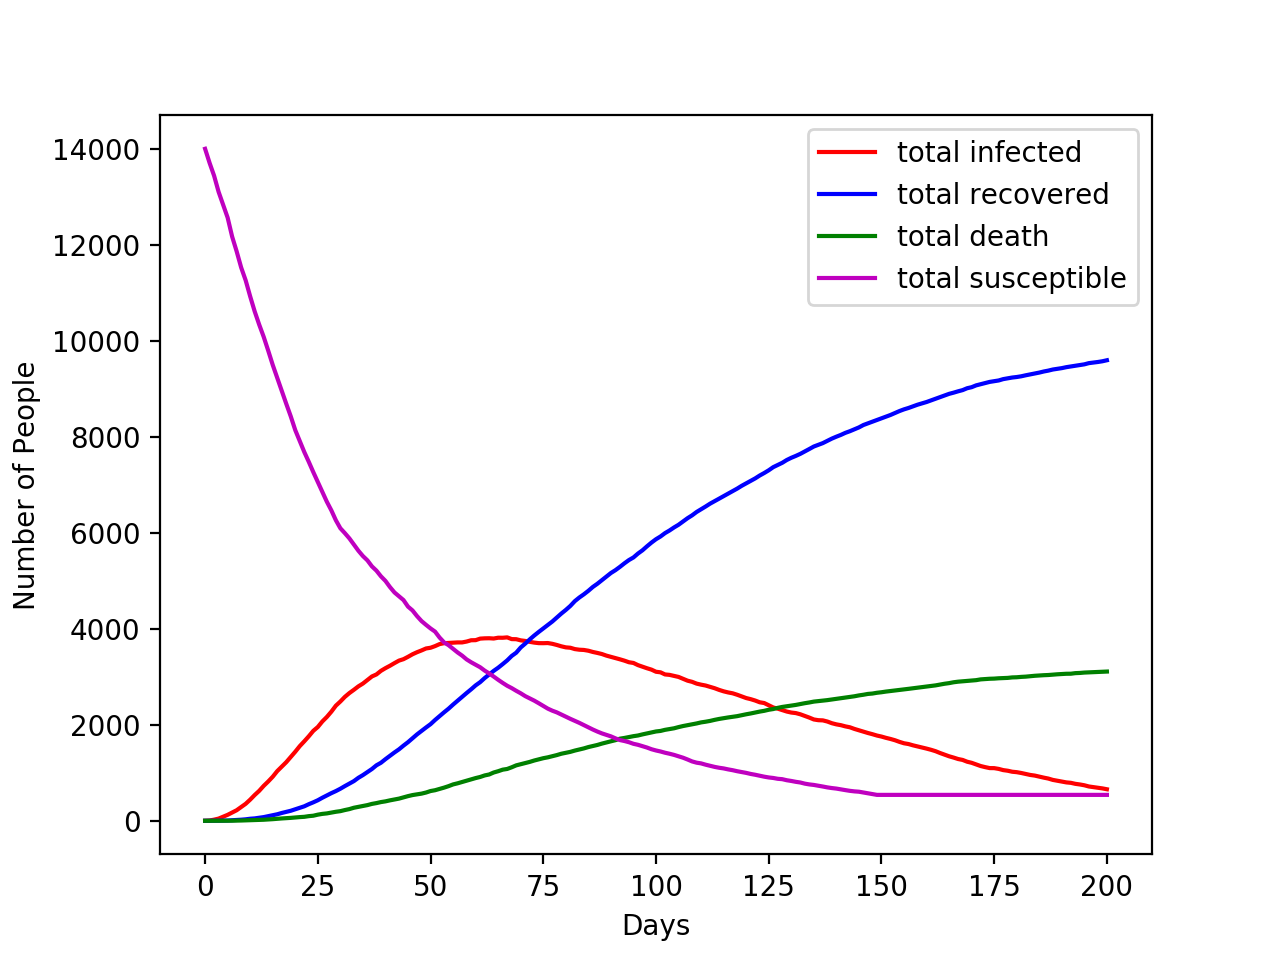 total infected
total recovered
total death
total susceptible
14000
12000
10000
8000
6000
4000
2000
0
Number of People
0 25 50 75 100 125 150 175 200
Days